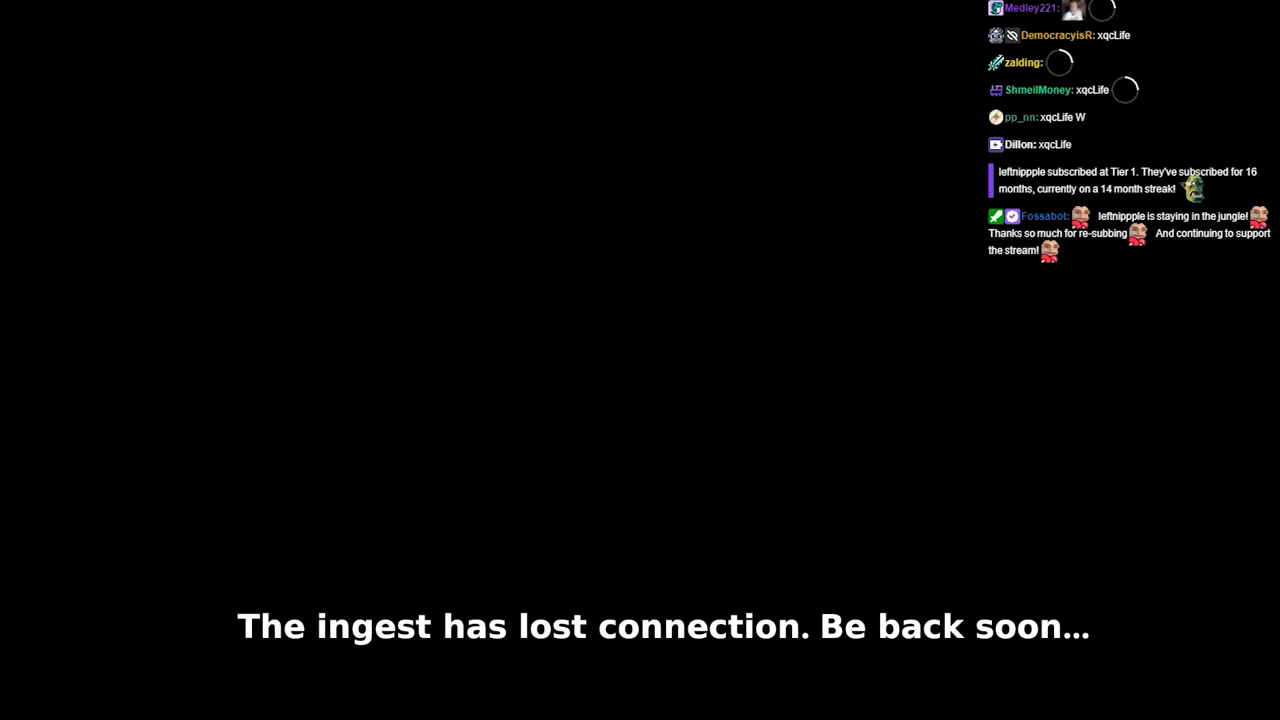 Medley221:
DemocracyisR: xqcLife
zalding:
ShmeilMoney: xqcLife
pp_nn: xqcLife W
Dillon: xqcLife
leftnippple subscribed at Tier 1. They've subscribed for 16
months, currently on a 14 month streak!
Fossabot: leftnippple is staying in the jungle!
Thanks so much for re-subbing And continuing to support
the stream!
The ingest has lost connection. Be back soon...